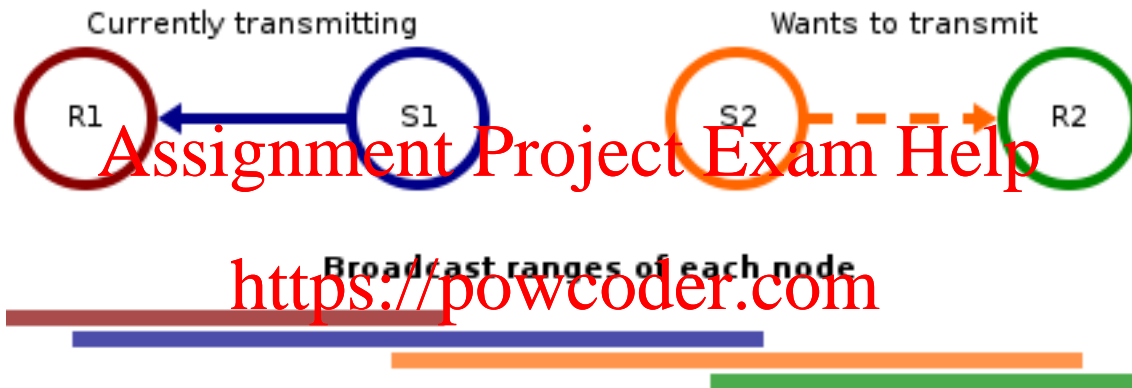 Currently transmitting Wants to transmit
R1 S1 S2 R2
Assignment Project Exam Help
Broadcast ranges of each node
https://powcoder.com